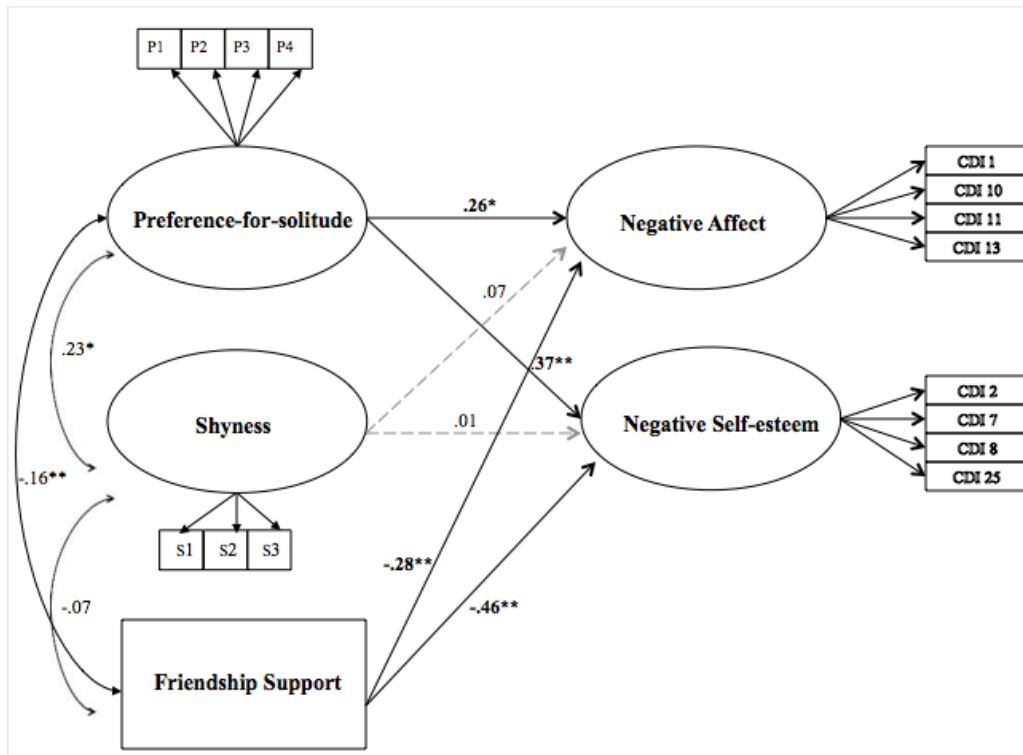 P1 P2 P3 P4
Preference-for-solitude
.26*
Negative Affect
CDI 1
CDI 10
CDI 11
CDI 13
.07
.23*
.37**
Shyness
.01
Negative Self-esteem
CDI 2
CDI 7
CDI 8
CDI 25
-.16**
S1 S2 S3
-.28**
-.07
-.46**
Friendship Support